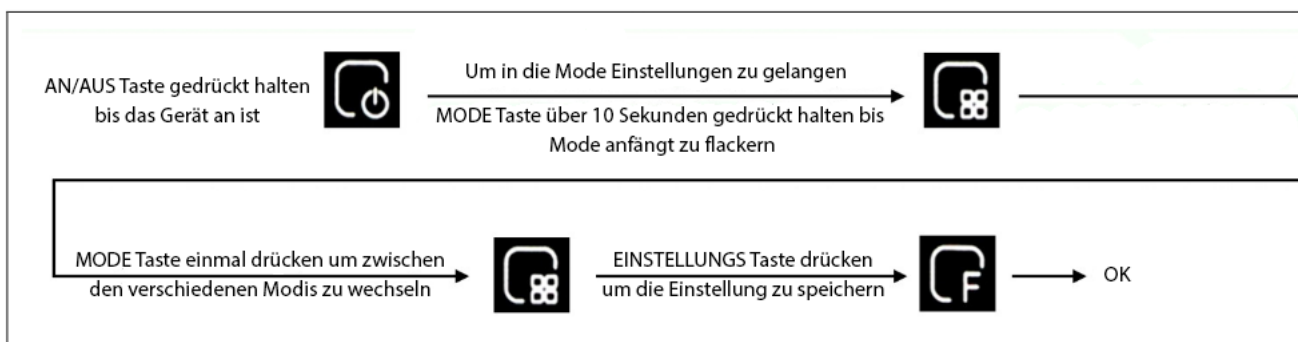 AN/AUS Taste gedrückt halten
bis das Gerät an ist
Um in die Mode Einstellungen zu gelangen
MODE Taste über 10 Sekunden gedrückt halten bis
Mode anfängt zu flackern
MODE Taste einmal drücken um zwischen
den verschiedenen Modis zu wechseln
EINSTELLUNGS Taste drücken
um die Einstellung zu speichern
F
OK